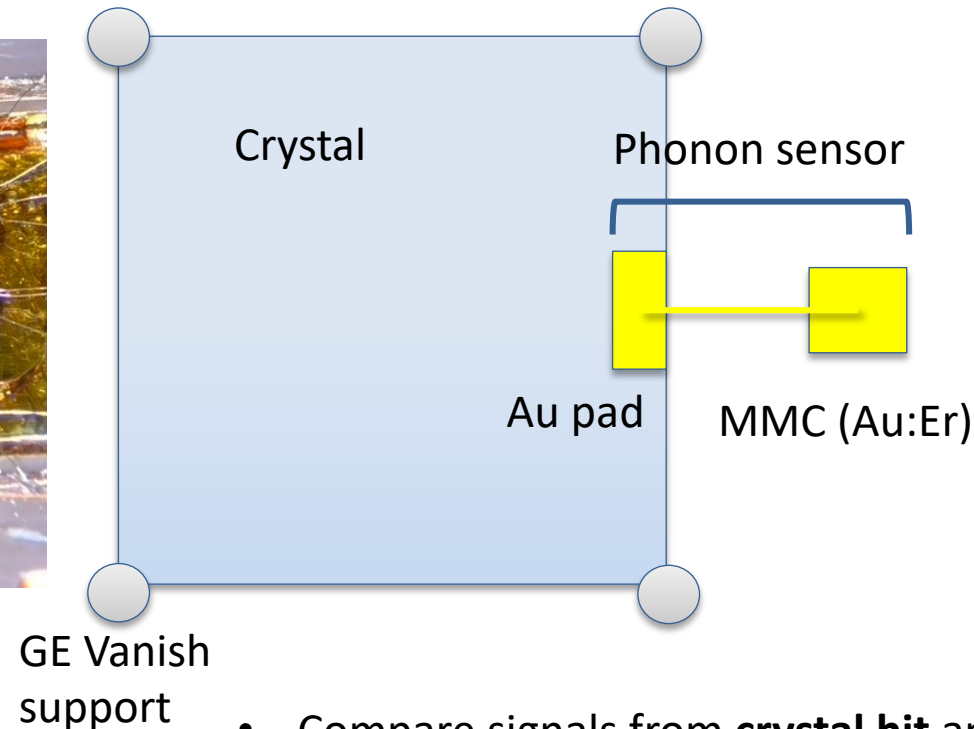 Crystal
Phonon sensor
Au pad
MMC (Au:Er)
GE Vanish
support
• Compare signals from crystal hit